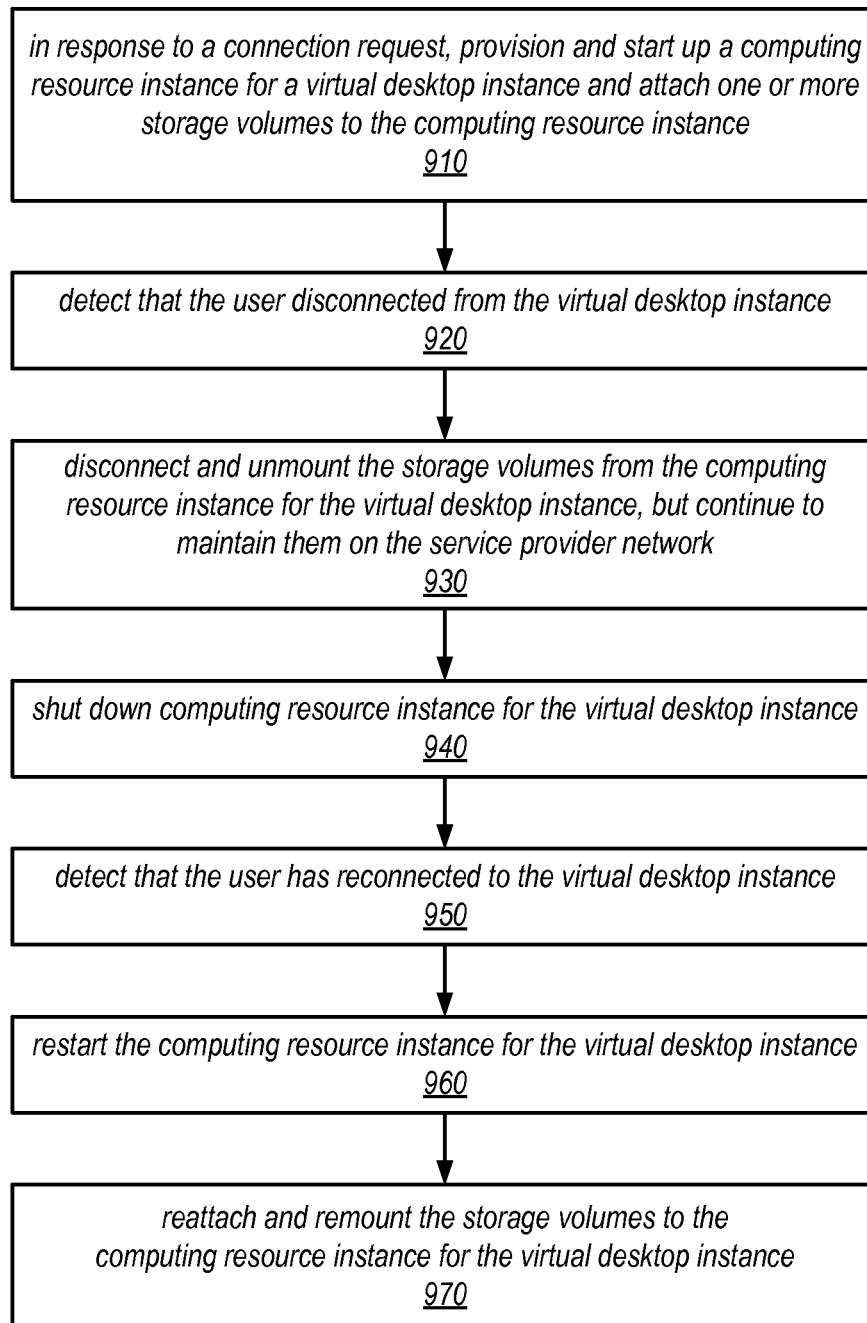 in response to a connection request, provision and start up a computing
resource instance for a virtual desktop instance and attach one or more
storage volumes to the computing resource instance
910
detect that the user disconnected from the virtual desktop instance
920
disconnect and unmount the storage volumes from the computing
resource instance for the virtual desktop instance, but continue to
maintain them on the service provider network
930
shut down computing resource instance for the virtual desktop instance
940
detect that the user has reconnected to the virtual desktop instance
950
restart the computing resource instance for the virtual desktop instance
960
reattach and remount the storage volumes to the
computing resource instance for the virtual desktop instance
970